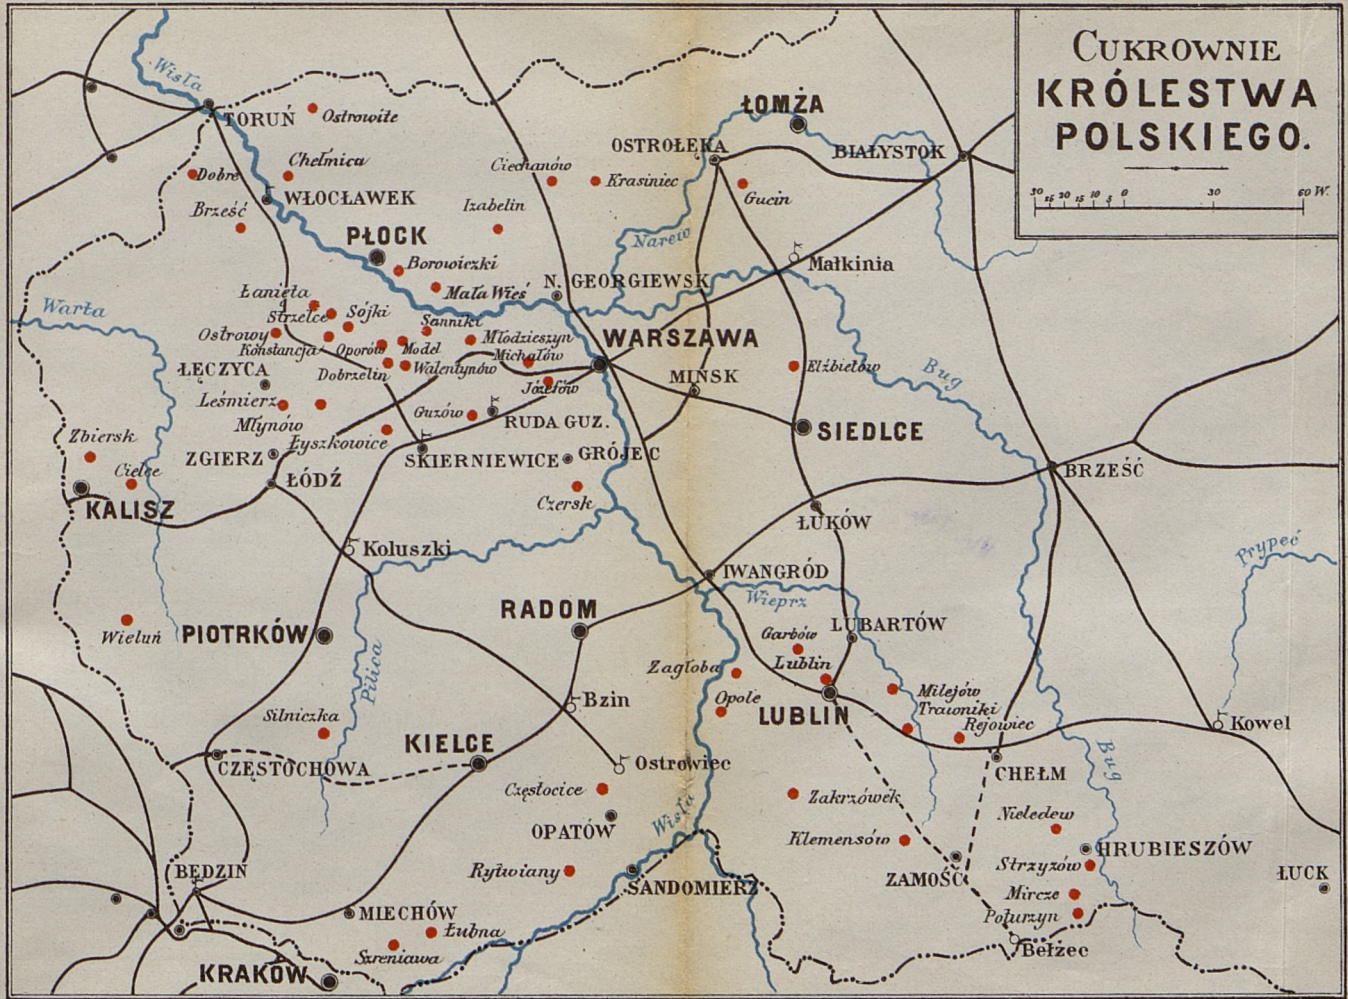 CUKROWNIE
KRÓLESTWA
POLSKIEGO.
30 25 20 15 10 5 0 30 60 W.
Wisła
TORUŃ
Ostrowite
ŁOMŻA
OSTROŁĘKA
BIAŁYSTOK
Dobre
Chełmica
Ciechanów
Krasiniec
WŁOCŁAWEK
Gucin
Brześć
Izabelin
PŁOCK
Narew
Borowiczki
Małkinia
Łanięta
Mała Wieś
N. GEORGIEWSK
Warta
Strzelce
Sójki
Sanniki
Ostrowy
Młodzieszyn
WARSZAWA
Konstancja
Oporów
Model
Michałów
ŁĘCZYCA
Dobrzelin
Walentynów
Elżbietów
Bug
MIŃSK
Józefów
Leśmierz
Guzów
RUDA GUZ.
Młynów
SIEDLCE
Zbiersk
Łyszkowice
ZGIERZ
SKIERNIEWICE
GRÓJEC
BRZEŚĆ
Cielce
ŁÓDŹ
KALISZ
Czersk
ŁUKÓW
Koluszki
Prypeć
IWANGRÓD
Wieprz
RADOM
Wieluń
PIOTRKÓW
Garbów
LUBARTÓW
Pilica
Zagłoba
Lublin
Milejów
Opole
Bzin
Trawniki
Silniczka
LUBLIN
Rejowiec
Kowel
KIELCE
CZĘSTOCHOWA
Ostrowiec
CHEŁM
Bug
Częstocice
Zakrzówek
Wisła
Nieledew
OPATÓW
Klemensów
HRUBIESZÓW
BĘDZIN
Rytwiany
Strzyżów
ZAMOŚĆ
ŁUCK
SANDOMIERZ
Mircze
MIECHÓW
Poturzyn
Łubna
Bełżec
Szreniawa
KRAKÓW